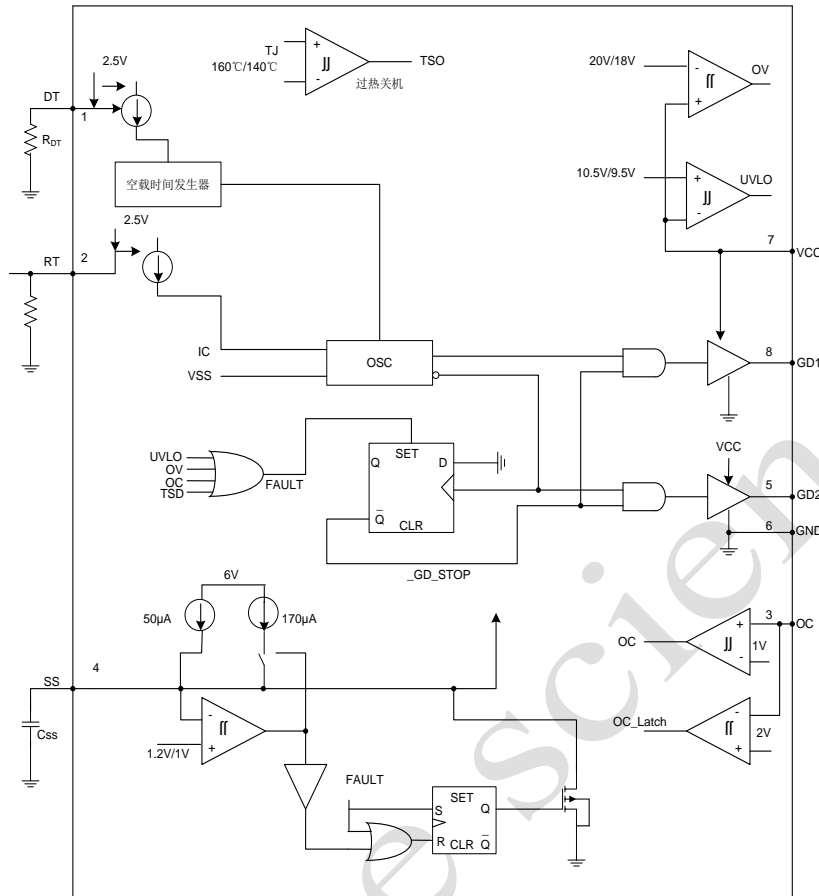 2.5V
TJ
+
160℃/140℃
-
TSO
过热关机
20V/18V
-
+
OV
DT
1
R_DT
空载时间发生器
10.5V/9.5V
+
-
UVLO
2.5V
RT
2
7
VCC
IC
VSS
OSC
8
GD1
UVLO
OV
OC
TSD
FAULT
SET
Q
D
Q̅
CLR
VCC
5
GD2
6
GND
_GD_STOP
6V
50µA
170µA
3
OC
+
-
1V
OC
SS
4
-
+
1.2V/1V
Css
OC_Latch
-
+
2V
FAULT
SET
S
Q
R
CLR
Q̅
e scien